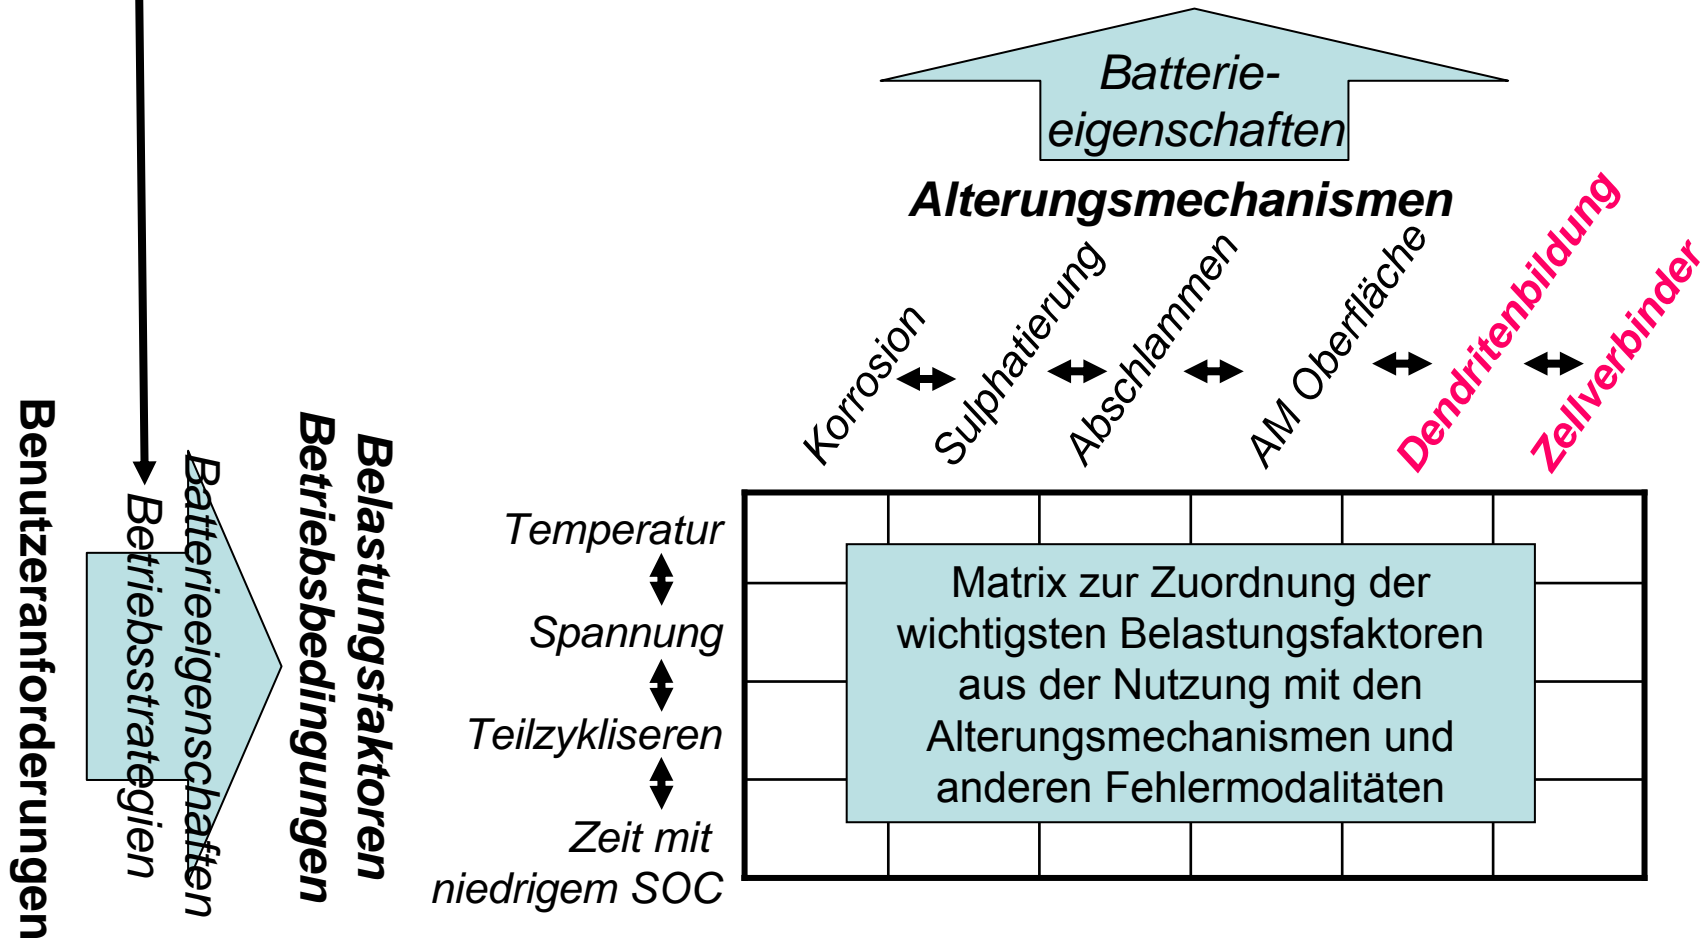 Batterie-
eigenschaften
Alterungsmechanismen
Korrosion
Sulphatierung
Abschlammen
AM Oberfläche
Dendritenbildung
Zellverbinder
Benutzeranforderungen
Betriebsstrategien
Batterieeigenschaften
Betriebsbedingungen
Belastungsfaktoren
Temperatur
Spannung
Teilzykliseren
Zeit mit
niedrigem SOC
Matrix zur Zuordnung der
wichtigsten Belastungsfaktoren
aus der Nutzung mit den
Alterungsmechanismen und
anderen Fehlermodalitäten